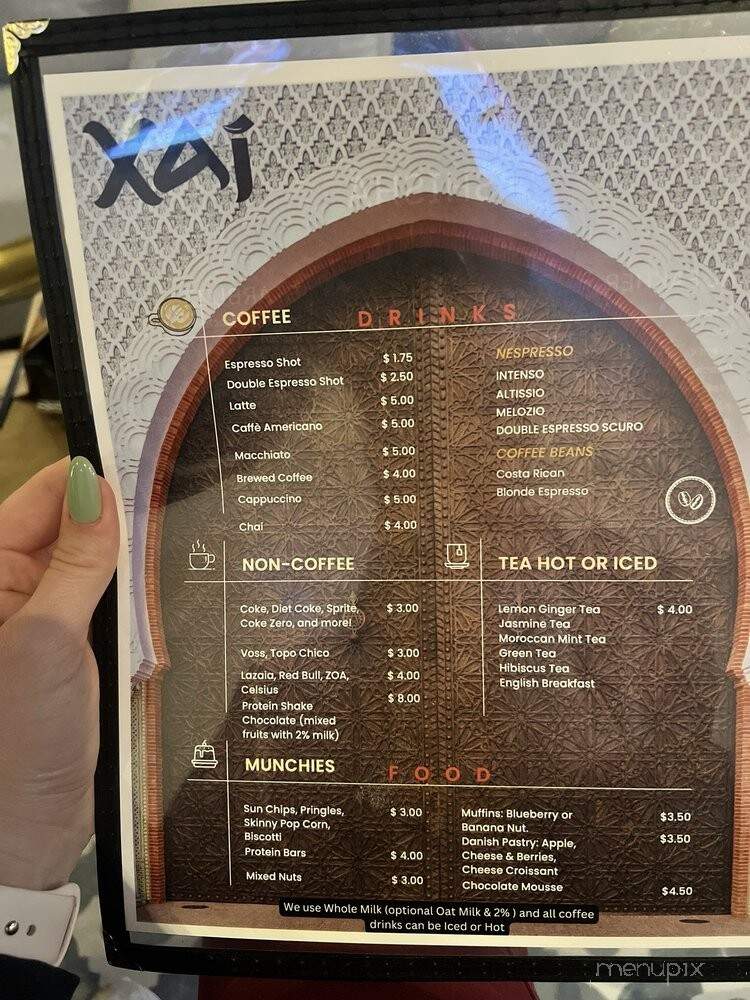 xaj
COFFEE
DRINKS
Espresso Shot $ 1.75
Double Espresso Shot $ 2.50
Latte $ 5.00
Caffè Americano $ 5.00
Macchiato $ 5.00
Brewed Coffee $ 4.00
Cappuccino $ 5.00
Chai $ 4.00
NESPRESSO
INTENSO
ALTISSIO
MELOZIO
DOUBLE ESPRESSO SCURO
COFFEE BEANS
Costa Rican
Blonde Espresso
NON-COFFEE
Coke, Diet Coke, Sprite, $ 3.00
Coke Zero, and more!
Voss, Topo Chico $ 3.00
Lazaia, Red Bull, ZOA, $ 4.00
Celsius
$ 8.00
Protein Shake
Chocolate (mixed
fruits with 2% milk)
TEA HOT OR ICED
Lemon Ginger Tea $ 4.00
Jasmine Tea
Moroccan Mint Tea
Green Tea
Hibiscus Tea
English Breakfast
MUNCHIES
FOOD
Sun Chips, Pringles, $ 3.00
Skinny Pop Corn,
Biscotti
Protein Bars $ 4.00
Mixed Nuts $ 3.00
Muffins: Blueberry or $3.50
Banana Nut.
Danish Pastry: Apple, $3.50
Cheese & Berries,
Cheese Croissant
Chocolate Mousse $4.50
We use Whole Milk (optional Oat Milk & 2% ) and all coffee
drinks can be Iced or Hot
menupix